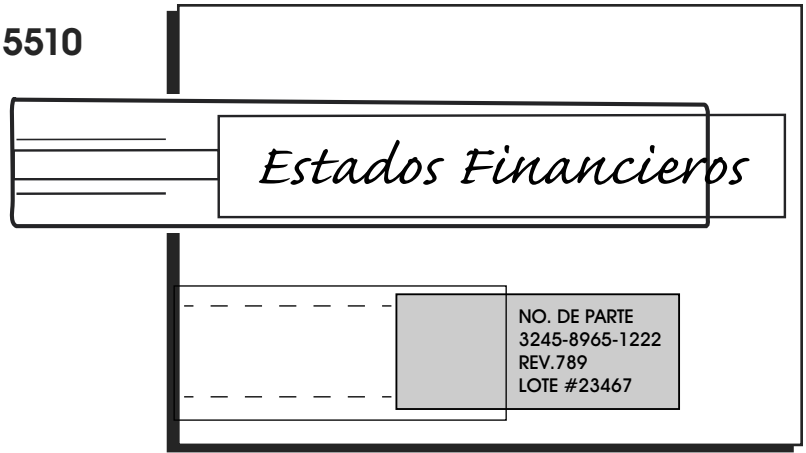 5510
Estados Financieros
NO. DE PARTE
3245-8965-1222
REV.789
LOTE #23467